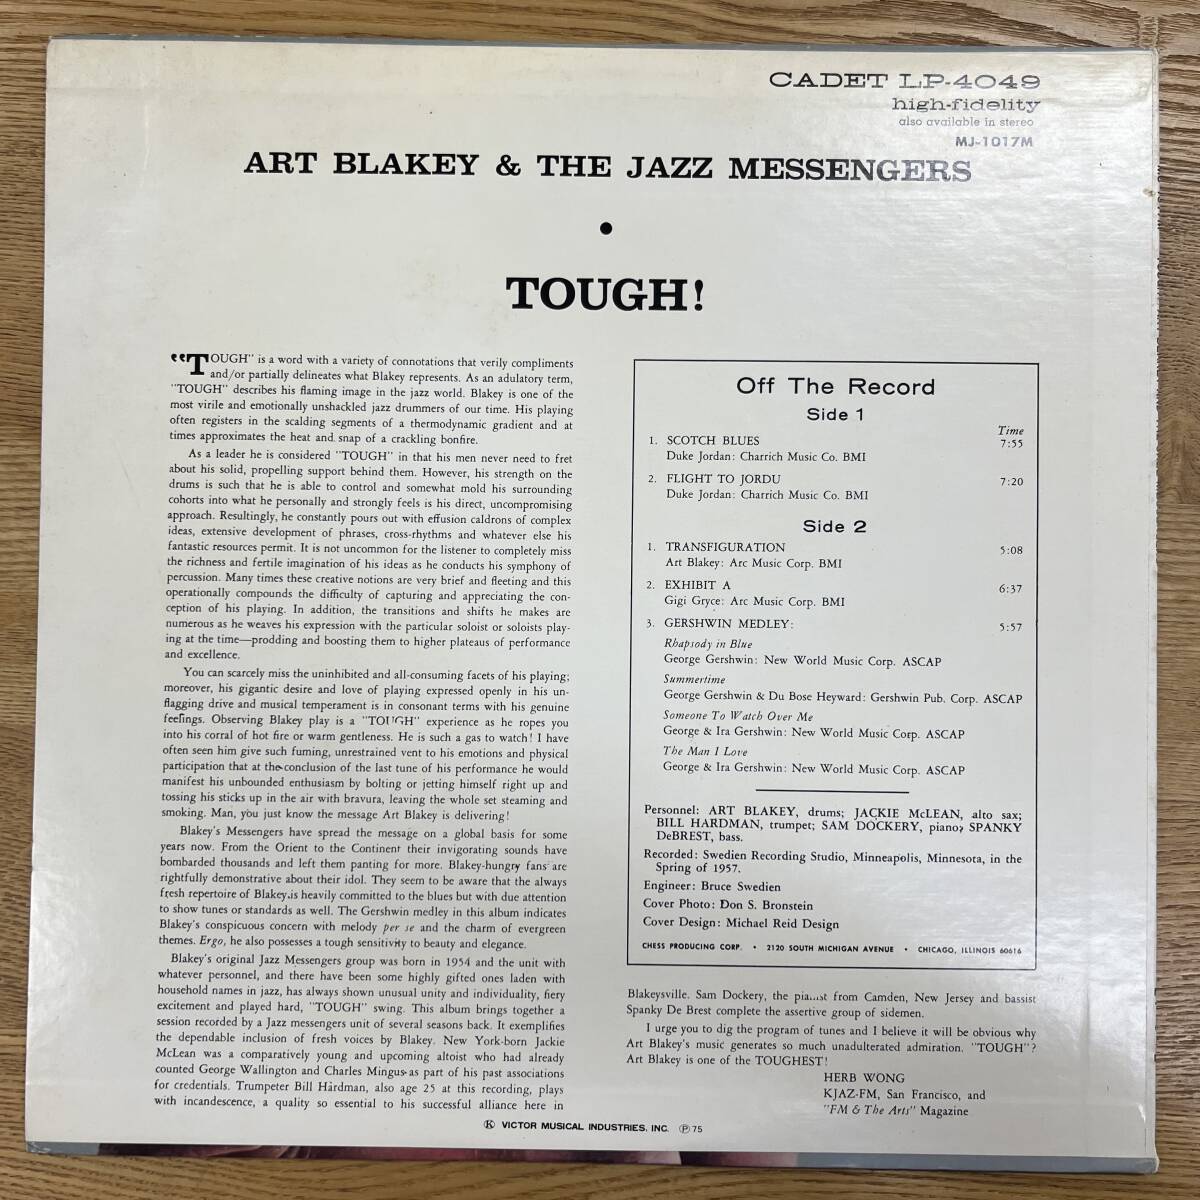 CADET LP-4049
high-fidelity
also available in stereo
MJ-1017M
ART BLAKEY & THE JAZZ MESSENGERS
•
TOUGH!
“TOUGH" is a word with a variety of connotations that verily compliments
and/or partially delineates what Blakey represents. As an adulatory term,
"TOUGH" describes his flaming image in the jazz world. Blakey is one of the
most virile and emotionally unshackled jazz drummers of our time. His playing
often registers in the scalding segments of a thermodynamic gradient and at
times approximates the heat and snap of a crackling bonfire.
As a leader he is considered "TOUGH" in that his men never need to fret
about his solid, propelling support behind them. However, his strength on the
drums is such that he is able to control and somewhat mold his surrounding
cohorts into what he personally and strongly feels is his direct, uncompromising
approach. Resultingly, he constantly pours out with effusion caldrons of complex
ideas, extensive development of phrases, cross-rhythms and whatever else his
fantastic resources permit. It is not uncommon for the listener to completely miss
the richness and fertile imagination of his ideas as he conducts his symphony of
percussion. Many times these creative notions are very brief and fleeting and this
operationally compounds the difficulty of capturing and appreciating the con-
ception of his playing. In addition, the transitions and shifts he makes are
numerous as he weaves his expression with the particular soloist or soloists play-
ing at the time—prodding and boosting them to higher plateaus of performance
and excellence.
You can scarcely miss the uninhibited and all-consuming facets of his playing;
moreover, his gigantic desire and love of playing expressed openly in his un-
flagging drive and musical temperament is in consonant terms with his genuine
feelings. Observing Blakey play is a "TOUGH" experience as he ropes you
into his corral of hot fire or warm gentleness. He is such a gas to watch! I have
often seen him give such fuming, unrestrained vent to his emotions and physical
participation that at the conclusion of the last tune of his performance he would
manifest his unbounded enthusiasm by bolting or jetting himself right up and
tossing his sticks up in the air with bravura, leaving the whole set steaming and
smoking. Man, you just know the message Art Blakey is delivering!
Blakey's Messengers have spread the message on a global basis for some
years now. From the Orient to the Continent their invigorating sounds have
bombarded thousands and left them panting for more. Blakey-hungry fans are
rightfully demonstrative about their idol. They seem to be aware that the always
fresh repertoire of Blakey is heavily committed to the blues but with due attention
to show tunes or standards as well. The Gershwin medley in this album indicates
Blakey's conspicuous concern with melody per se and the charm of evergreen
themes. Ergo, he also possesses a tough sensitivity to beauty and elegance.
Blakey's original Jazz Messengers group was born in 1954 and the unit with
whatever personnel, and there have been some highly gifted ones laden with
household names in jazz, has always shown unusual unity and individuality, fiery
excitement and played hard, "TOUGH" swing. This album brings together a
session recorded by a Jazz messengers unit of several seasons back. It exemplifies
the dependable inclusion of fresh voices by Blakey. New York-born Jackie
McLean was a comparatively young and upcoming altoist who had already
counted George Wallington and Charles Mingus as part of his past associations
for credentials. Trumpeter Bill Hardman, also age 25 at this recording, plays
with incandescence, a quality so essential to his successful alliance here in
Off The Record
Side 1
Time
1. SCOTCH BLUES 7:55
Duke Jordan: Charrich Music Co. BMI
2. FLIGHT TO JORDU 7:20
Duke Jordan: Charrich Music Co. BMI
Side 2
1. TRANSFIGURATION 5:08
Art Blakey: Arc Music Corp. BMI
2. EXHIBIT A 6:37
Gigi Gryce: Arc Music Corp. BMI
3. GERSHWIN MEDLEY: 5:57
Rhapsody in Blue
George Gershwin: New World Music Corp. ASCAP
Summertime
George Gershwin & Du Bose Heyward: Gershwin Pub. Corp. ASCAP
Someone To Watch Over Me
George & Ira Gershwin: New World Music Corp. ASCAP
The Man I Love
George & Ira Gershwin: New World Music Corp. ASCAP
Personnel: ART BLAKEY, drums; JACKIE McLEAN, alto sax;
BILL HARDMAN, trumpet; SAM DOCKERY, piano; SPANKY
DeBREST, bass.
Recorded: Swedien Recording Studio, Minneapolis, Minnesota, in the
Spring of 1957.
Engineer: Bruce Swedien
Cover Photo: Don S. Bronstein
Cover Design: Michael Reid Design
CHESS PRODUCING CORP. • 2120 SOUTH MICHIGAN AVENUE • CHICAGO, ILLINOIS 60616
Blakeysville. Sam Dockery, the pianist from Camden, New Jersey and bassist
Spanky De Brest complete the assertive group of sidemen.
I urge you to dig the program of tunes and I believe it will be obvious why
Art Blakey's music generates so much unadulterated admiration. "TOUGH"?
Art Blakey is one of the TOUGHEST!
HERB WONG
KJAZ-FM, San Francisco, and
"FM & The Arts" Magazine
Ⓚ VICTOR MUSICAL INDUSTRIES, INC. Ⓟ75